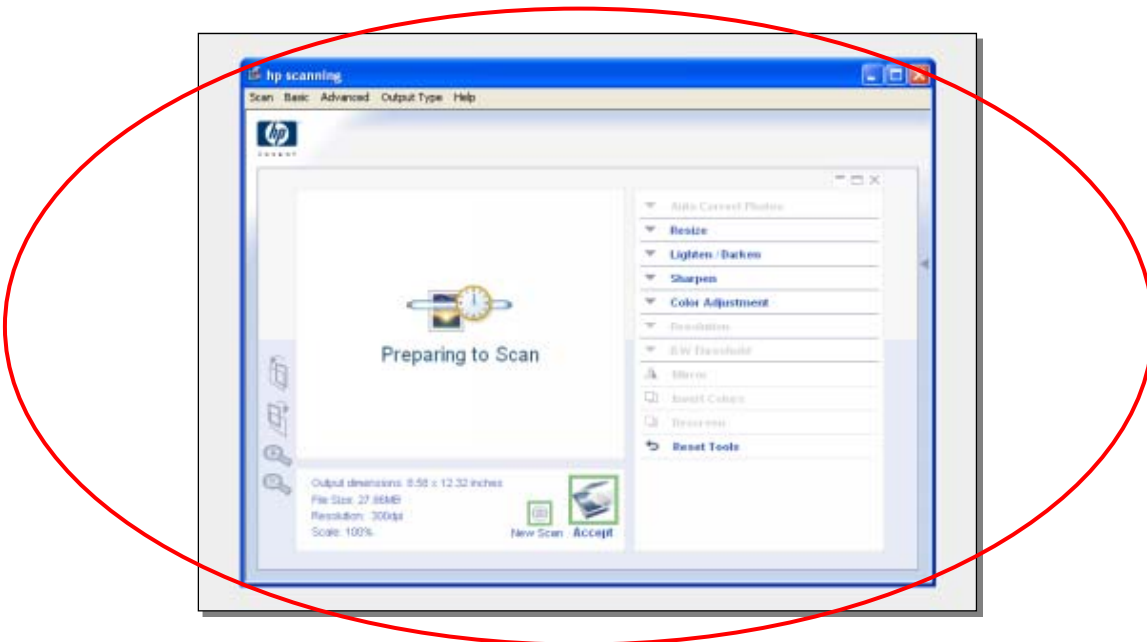 hp scanning
Scan Basic Advanced Output Type Help
hp
invent
Auto Correct Photos
Resize
Lighten / Darken
Sharpen
Color Adjustment
Resolution
B/W Threshold
Mirror
Invert Colors
Descreen
Reset Tools
Preparing to Scan
Output dimensions: 8.58 x 12.32 inches
File Size: 27.86MB
Resolution: 300dpi
Scale: 100%
New Scan Accept